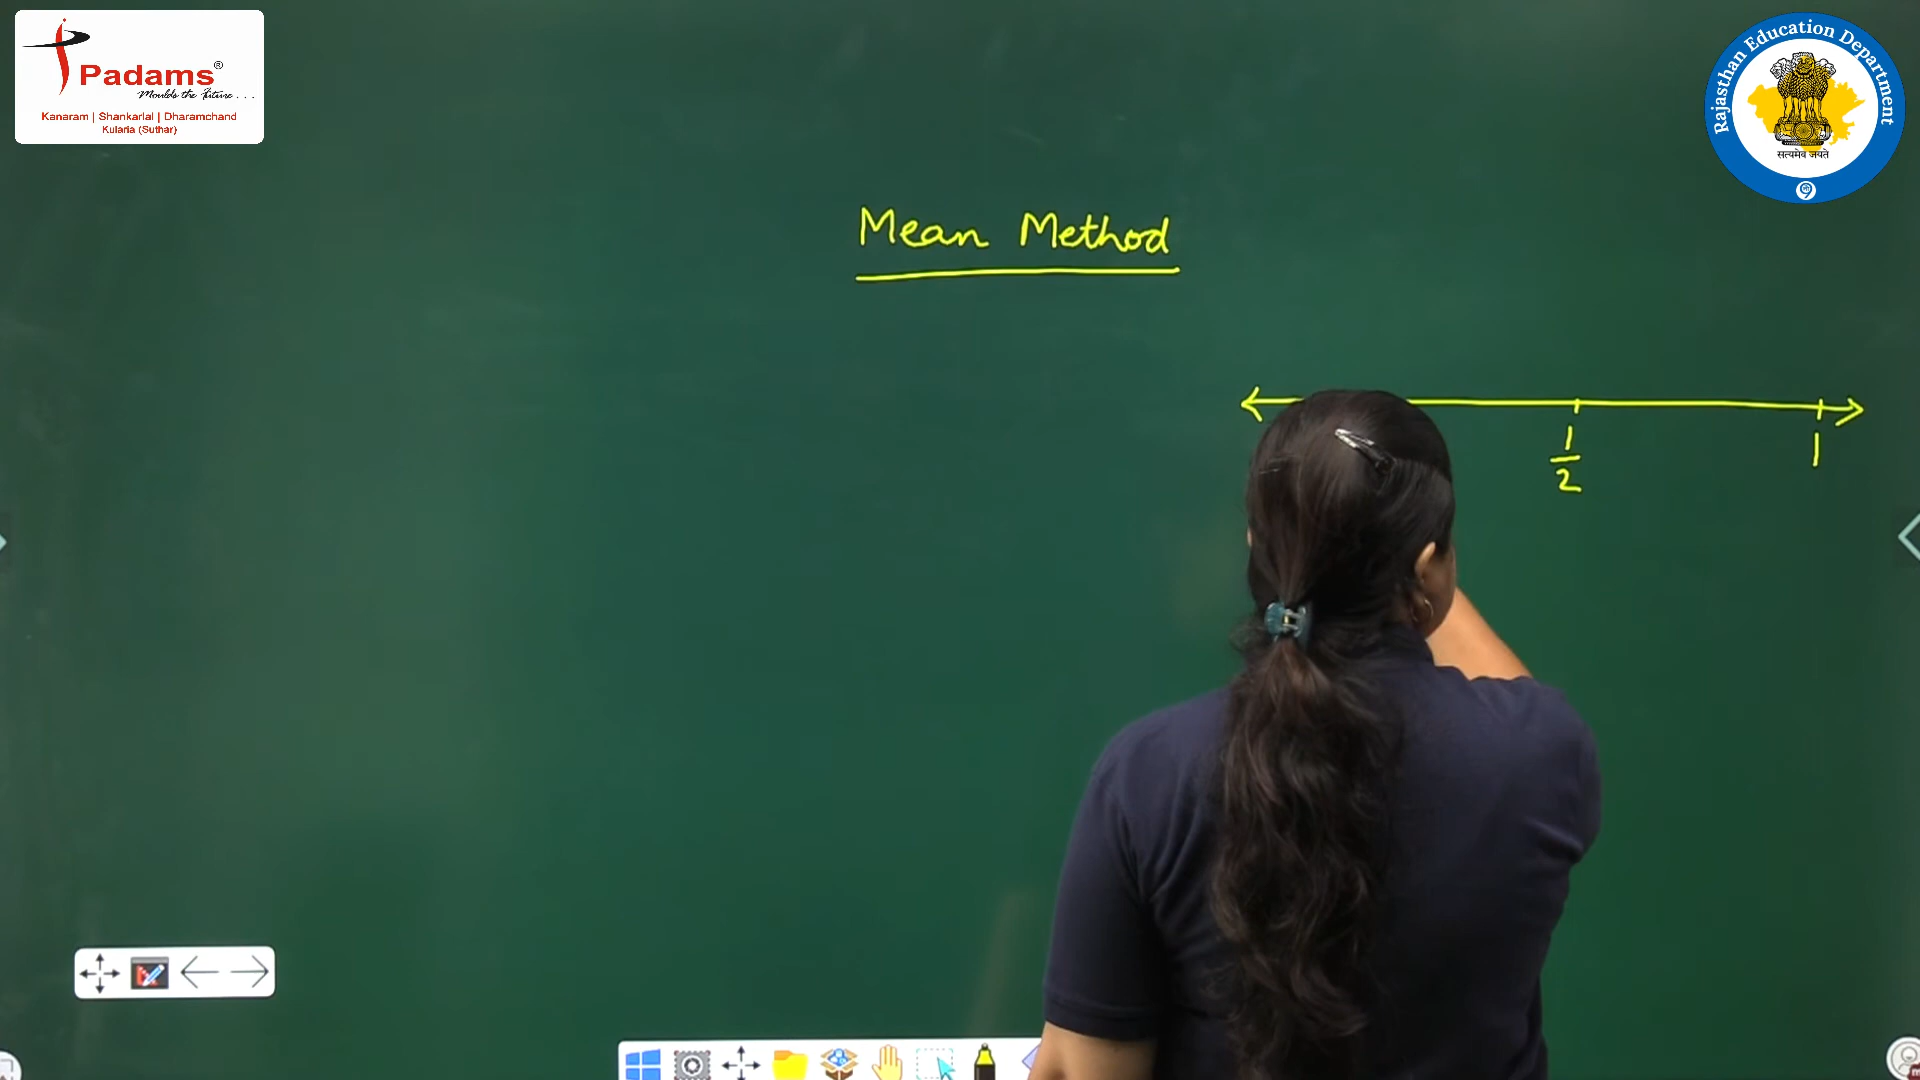 Padams®
Moulds the Future...
Kanaram | Shankarlal | Dharamchand
Kularia (Suthar)
Rajasthan Education Department
सत्यमेव जयते
Mean Method
1
2
1